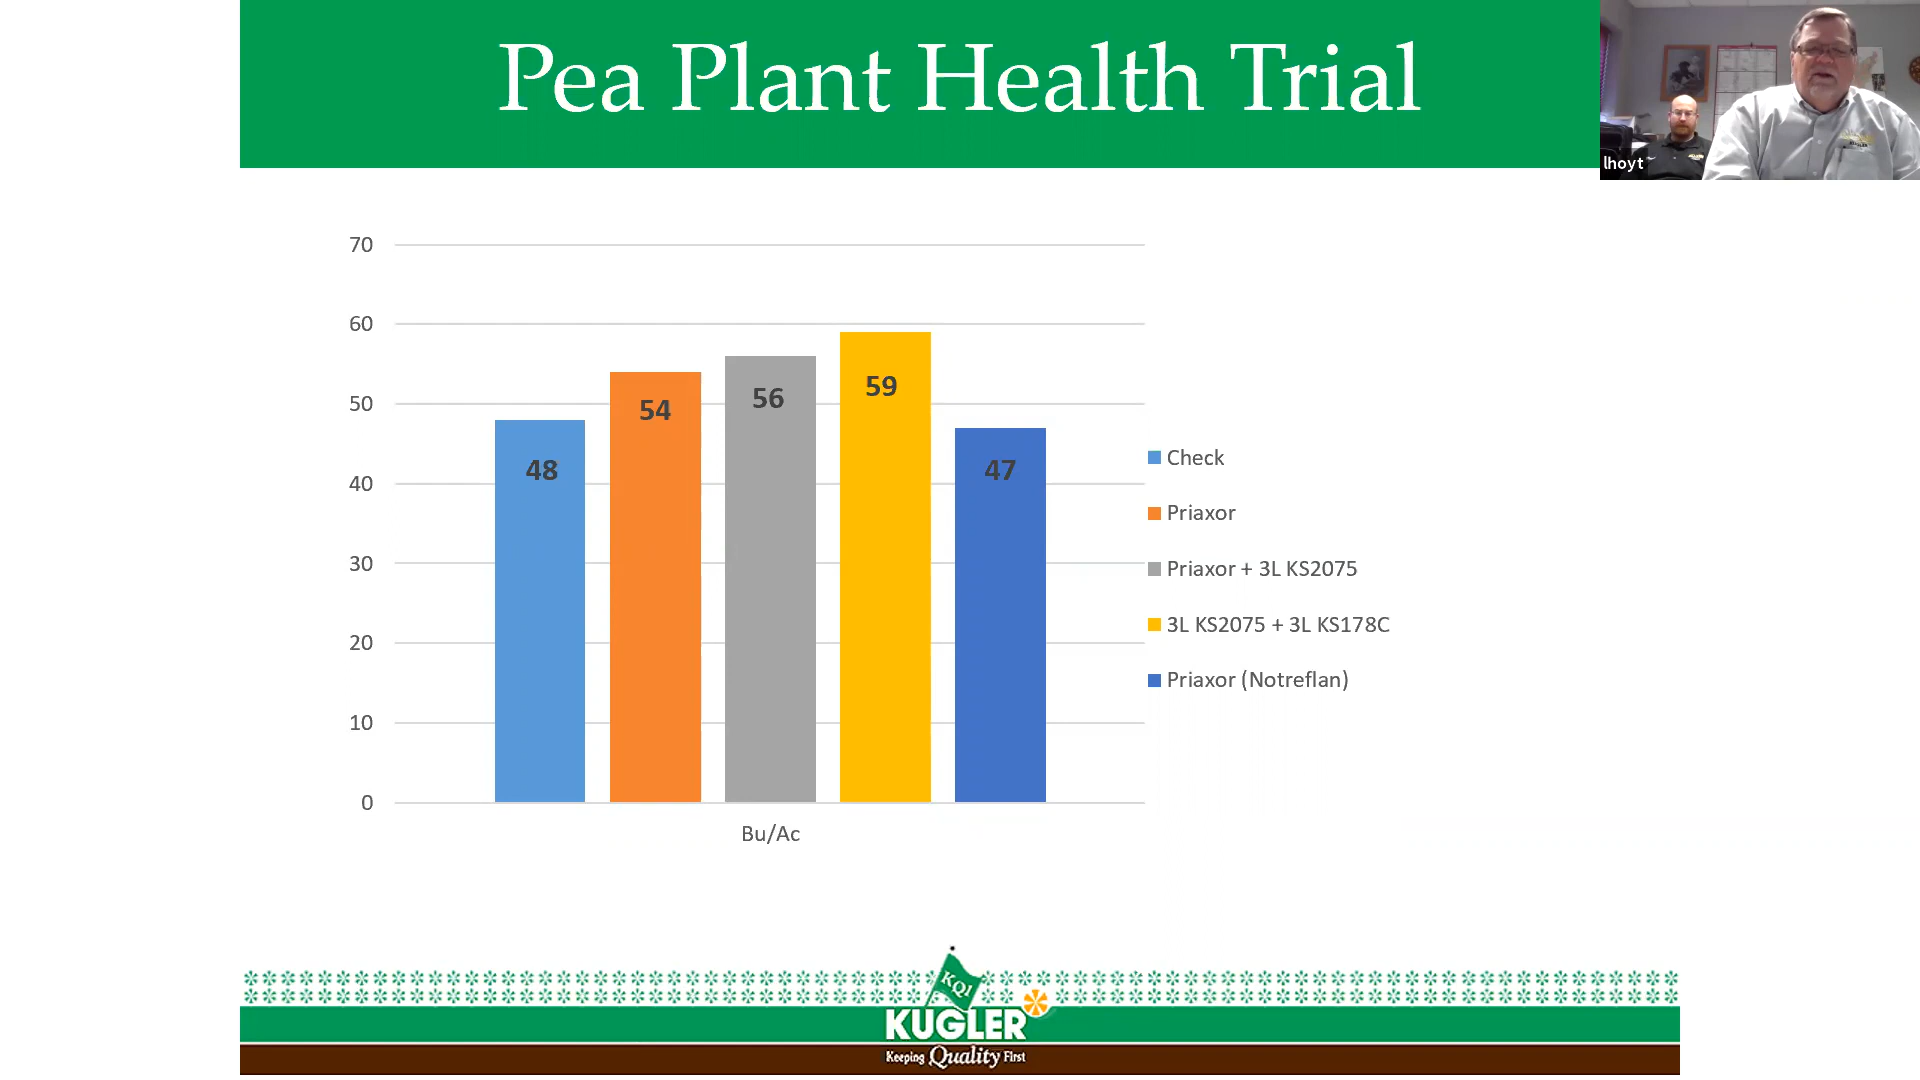 Pea Plant Health Trial
lhoyt
70
60
50
40
30
20
10
0
48
54
56
59
47
Bu/Ac
Check
Priaxor
Priaxor + 3L KS2075
3L KS2075 + 3L KS178C
Priaxor (Notreflan)
KQI
KUGLER
Keeping Quality First